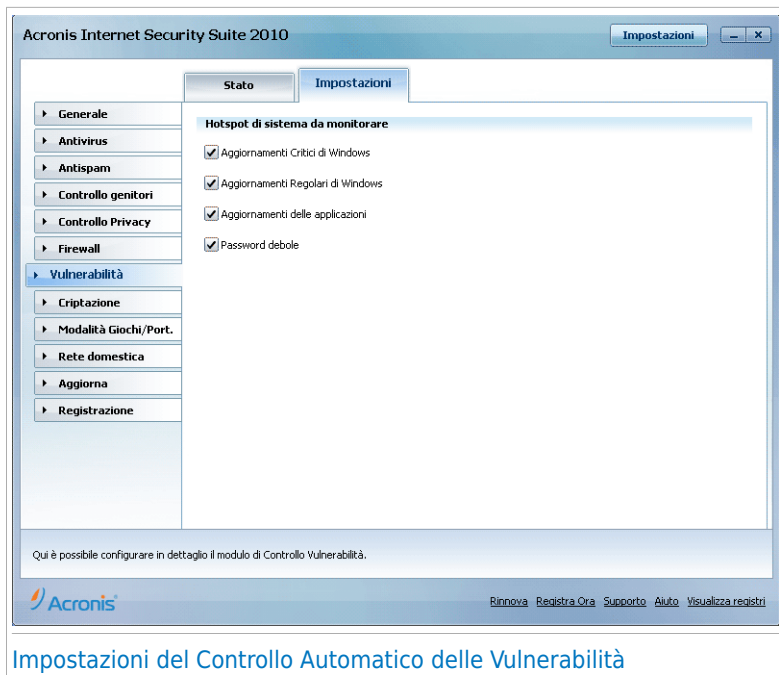 Acronis Internet Security Suite 2010
Impostazioni
Stato
Impostazioni
Generale
Antivirus
Antispam
Controllo genitori
Controllo Privacy
Firewall
Vulnerabilità
Criptazione
Modalità Giochi/Port.
Rete domestica
Aggiorna
Registrazione
Hotspot di sistema da monitorare
Aggiornamenti Critici di Windows
Aggiornamenti Regolari di Windows
Aggiornamenti delle applicazioni
Password debole
Qui è possibile configurare in dettaglio il modulo di Controllo Vulnerabilità.
Acronis
Rinnova Registra Ora Supporto Aiuto Visualizza registri
Impostazioni del Controllo Automatico delle Vulnerabilità